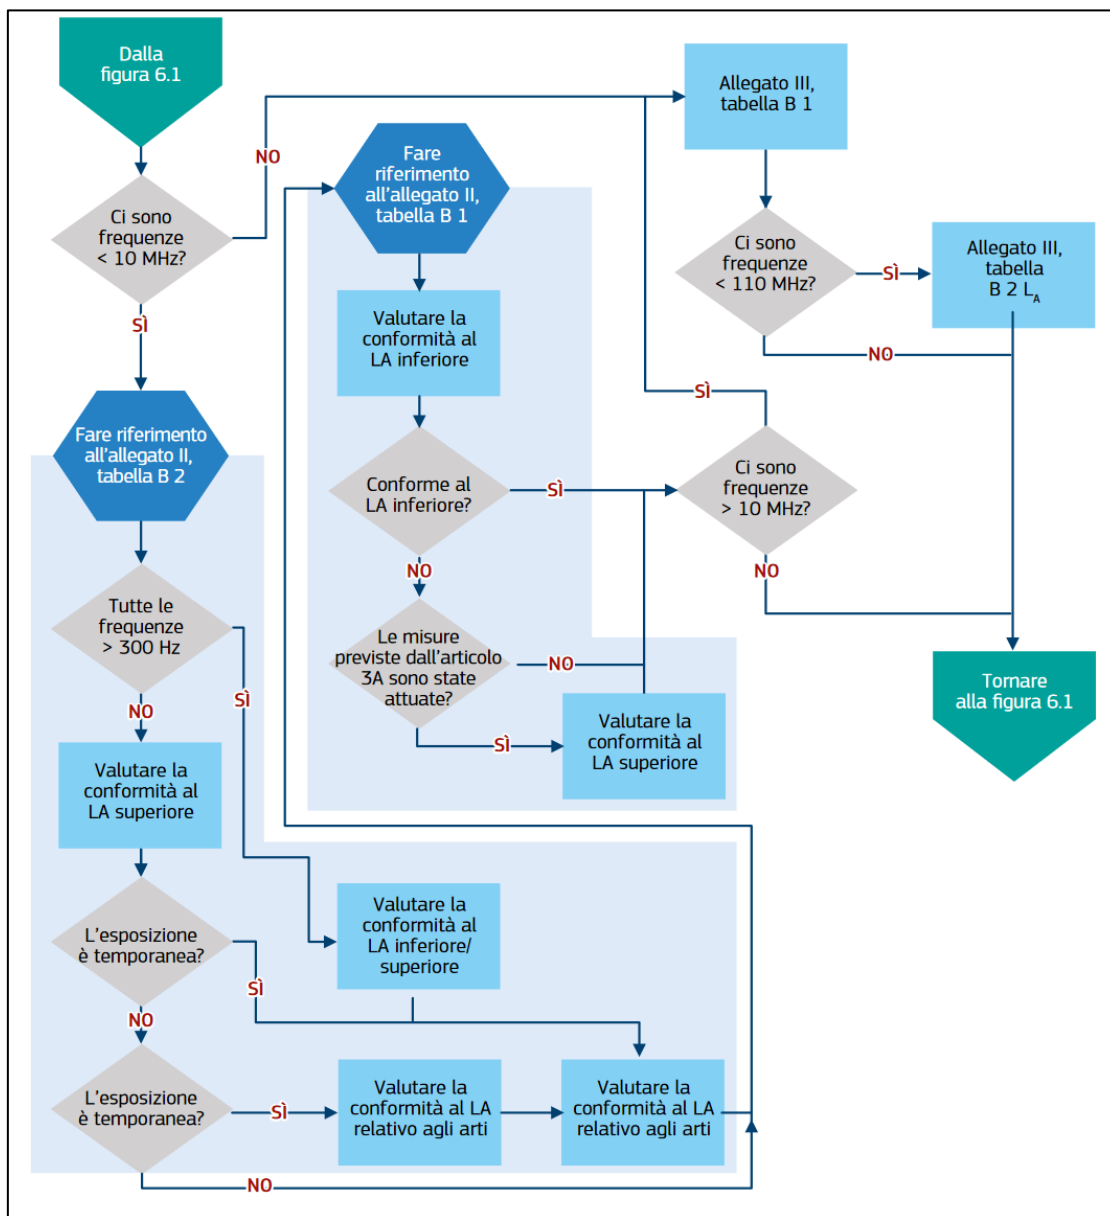 Dalla
figura 6.1
Ci sono
frequenze
< 10 MHz?
NO
SÌ
Fare riferimento
all'allegato II,
tabella B 2
Tutte le
frequenze
> 300 Hz
NO
SÌ
Valutare la
conformità al
LA superiore
L'esposizione
è temporanea?
SÌ
NO
L'esposizione
è temporanea?
SÌ
NO
Valutare la
conformità al
LA inferiore/
superiore
Valutare la
conformità al LA
relativo agli arti
Valutare la
conformità al LA
relativo agli arti
Fare
riferimento
all'allegato II,
tabella B 1
Valutare la
conformità al
LA inferiore
Conforme al
LA inferiore?
SÌ
NO
Le misure
previste dall'articolo
3A sono state
attuate?
NO
SÌ
Valutare la
conformità al
LA superiore
Ci sono
frequenze
> 10 MHz?
SÌ
NO
Allegato III,
tabella B 1
Ci sono
frequenze
< 110 MHz?
SÌ
NO
Allegato III,
tabella
B 2 LA
Tornare
alla figura 6.1